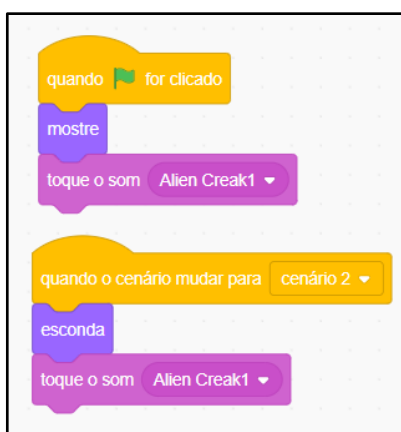 quando for clicado
mostre
toque o som Alien Creak1
quando o cenário mudar para cenário 2
esconda
toque o som Alien Creak1